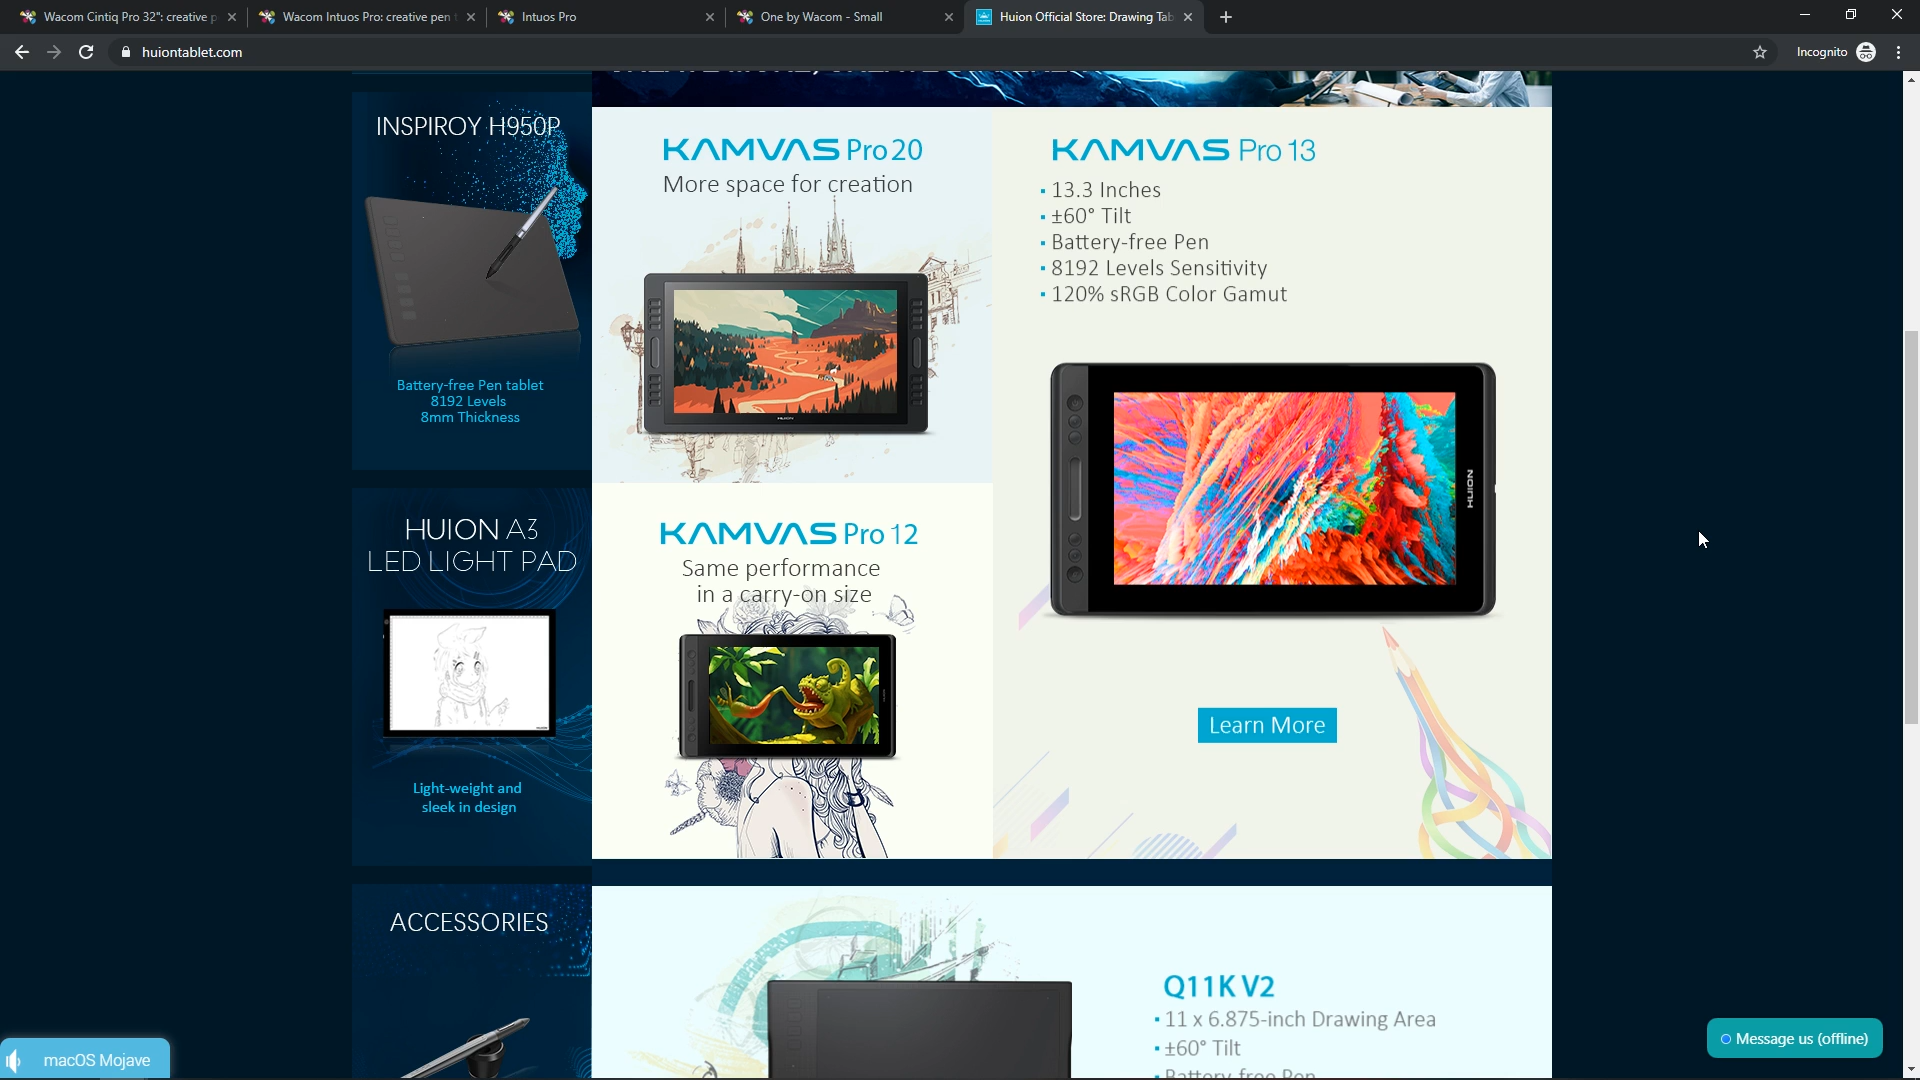 Wacom Cintiq Pro 32": creative p
Wacom Intuos Pro: creative pen t
Intuos Pro
One by Wacom - Small
Huion Official Store: Drawing Tab
huiontablet.com
Incognito
INSPIROY H950P
Battery-free Pen tablet
8192 Levels
8mm Thickness
HUION A3
LED LIGHT PAD
Light-weight and
sleek in design
ACCESSORIES
KAMVAS Pro 20
More space for creation
HUION
KAMVAS Pro 12
Same performance
in a carry-on size
KAMVAS Pro 13
13.3 Inches
±60° Tilt
Battery-free Pen
8192 Levels Sensitivity
120% sRGB Color Gamut
HUION
Learn More
Q11K V2
11 x 6.875-inch Drawing Area
±60° Tilt
Battery-free Pen
macOS Mojave
Message us (offline)